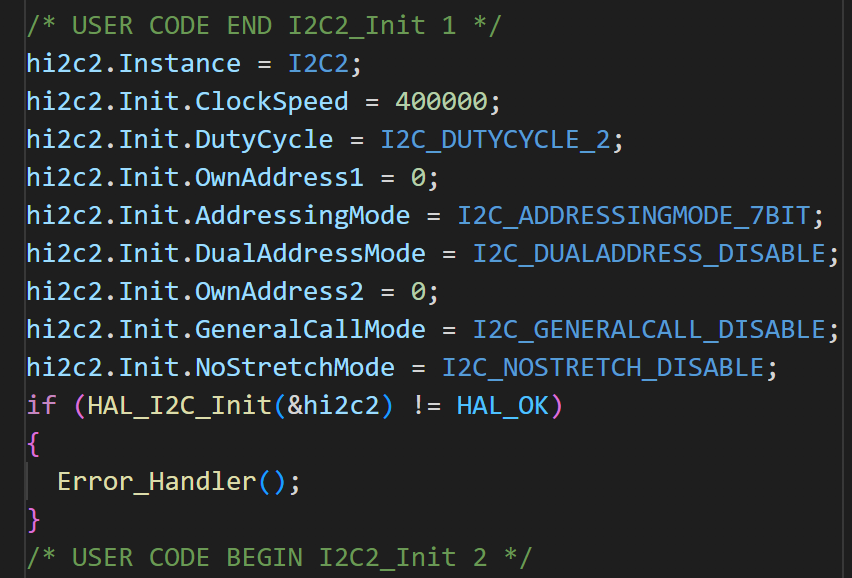 /* USER CODE END I2C2_Init 1 */
hi2c2.Instance = I2C2;
hi2c2.Init.ClockSpeed = 400000;
hi2c2.Init.DutyCycle = I2C_DUTYCYCLE_2;
hi2c2.Init.OwnAddress1 = 0;
hi2c2.Init.AddressingMode = I2C_ADDRESSINGMODE_7BIT;
hi2c2.Init.DualAddressMode = I2C_DUALADDRESS_DISABLE;
hi2c2.Init.OwnAddress2 = 0;
hi2c2.Init.GeneralCallMode = I2C_GENERALCALL_DISABLE;
hi2c2.Init.NoStretchMode = I2C_NOSTRETCH_DISABLE;
if (HAL_I2C_Init(&hi2c2) != HAL_OK)
{
  Error_Handler();
}
/* USER CODE BEGIN I2C2_Init 2 */